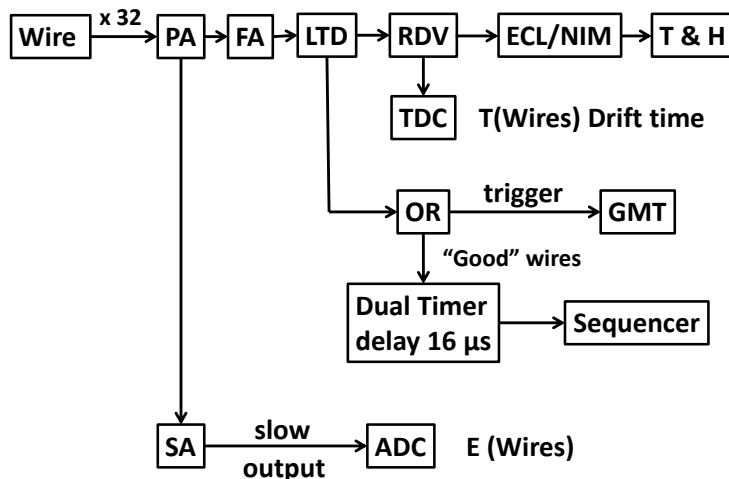 x 32
Wire
PA
FA
LTD
RDV
ECL/NIM
T & H
TDC
T(Wires) Drift time
OR
trigger
GMT
“Good” wires
Dual Timer
delay 16 μs
Sequencer
SA
slow
output
ADC
E (Wires)